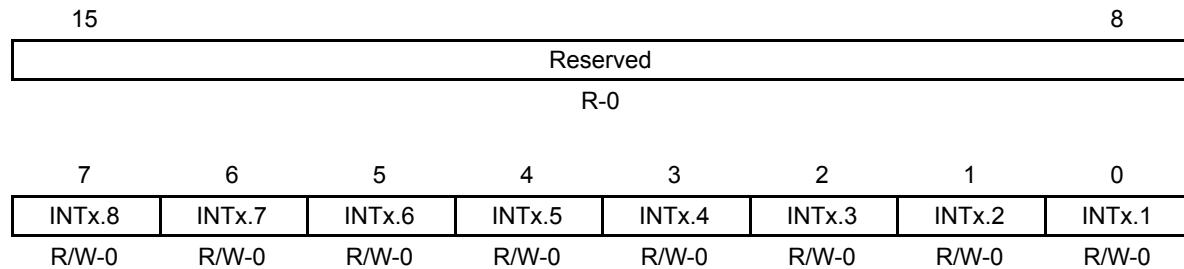 15 8
Reserved
R-0
7 6 5 4 3 2 1 0
INTx.8 INTx.7 INTx.6 INTx.5 INTx.4 INTx.3 INTx.2 INTx.1
R/W-0 R/W-0 R/W-0 R/W-0 R/W-0 R/W-0 R/W-0 R/W-0